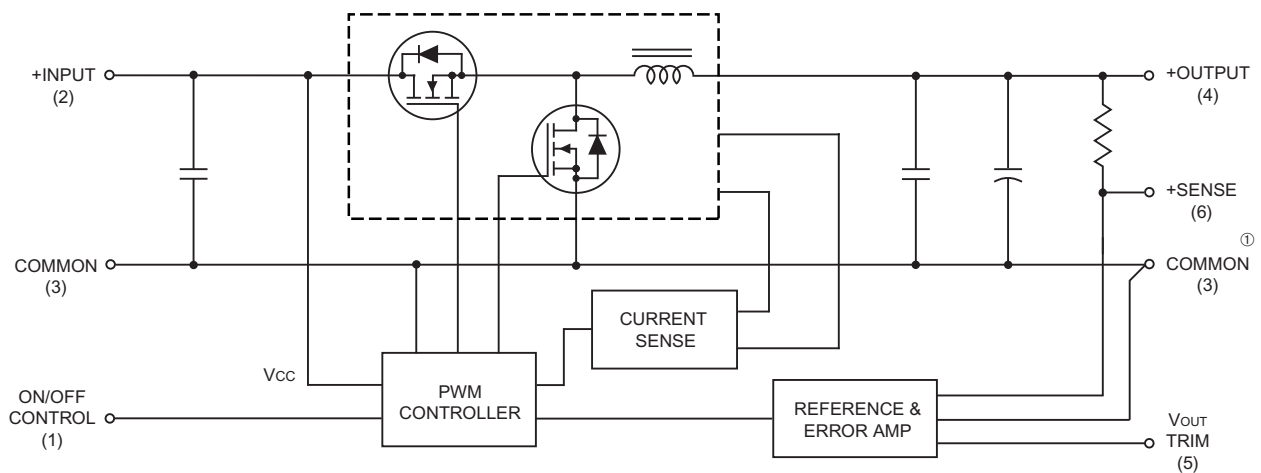 +INPUT
(2)
+OUTPUT
(4)
+SENSE
(6)
COMMON
(3)
①
COMMON
(3)
CURRENT
SENSE
VCC
PWM
CONTROLLER
ON/OFF
CONTROL
(1)
REFERENCE &
ERROR AMP
VOUT
TRIM
(5)